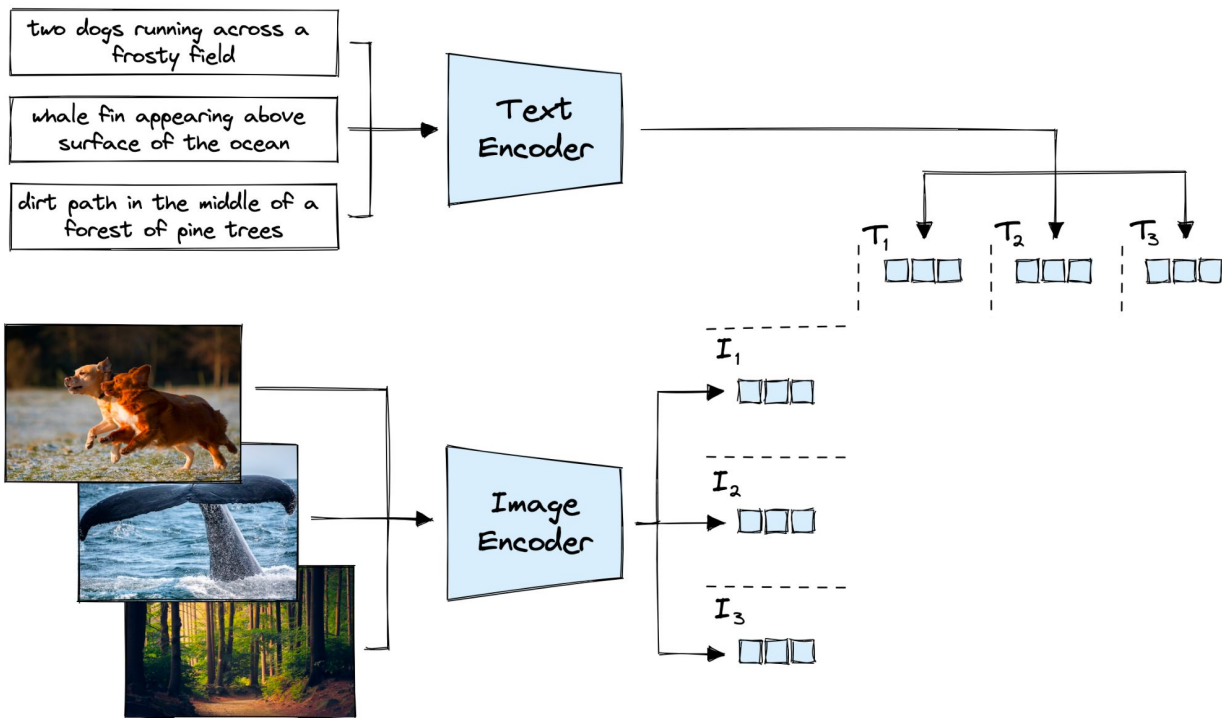 two dogs running across a
frosty field
whale fin appearing above
surface of the ocean
dirt path in the middle of a
forest of pine trees
Text
Encoder
T1
T2
T3
I1
I2
I3
Image
Encoder